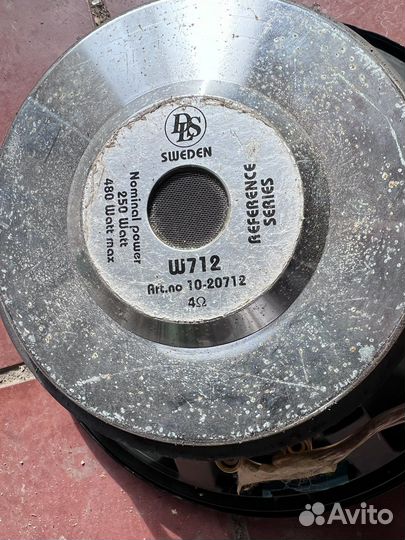 DLS
SWEDEN
Nominal power
250 Watt
480 Watt max
REFERENCE
SERIES
W712
Art.no 10-20712
4Ω
Avito